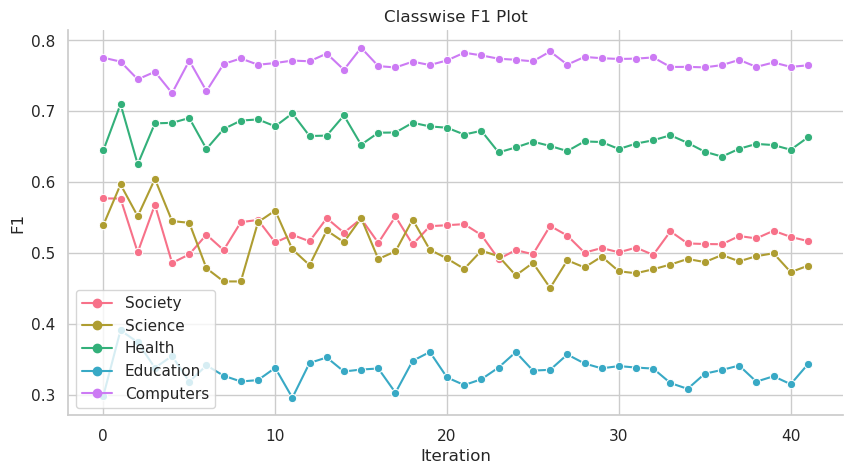 Classwise F1 Plot
0.8
0.7
0.6
0.5
0.4
0.3
F1
Society
Science
Health
Education
Computers
0 10 20 30 40
Iteration